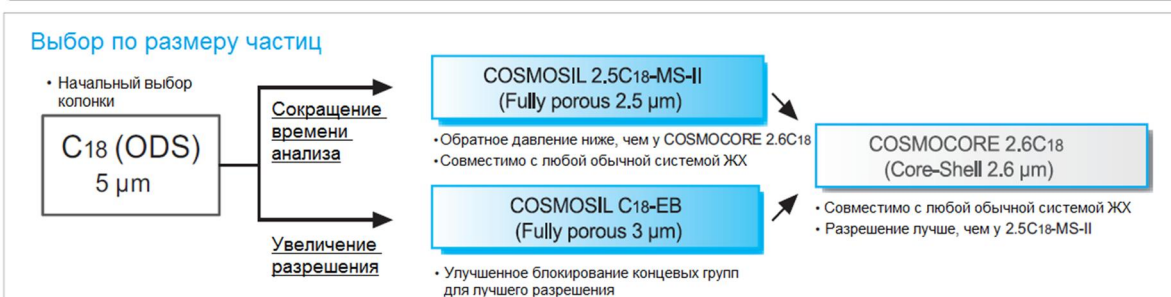 Выбор по размеру частиц
• Начальный выбор
колонки
C18 (ODS)
5 µm
Сокращение
времени
анализа
Увеличение
разрешения
COSMOSIL 2.5C18-MS-II
(Fully porous 2.5 µm)
•Обратное давление ниже, чем у COSMOCORE 2.6C18
•Совместимо с любой обычной системой ЖХ
COSMOSIL C18-EB
(Fully porous 3 µm)
• Улучшенное блокирование концевых групп
для лучшего разрешения
COSMOCORE 2.6C18
(Core-Shell 2.6 µm)
• Совместимо с любой обычной системой ЖХ
• Разрешение лучше, чем у 2.5C18-MS-II